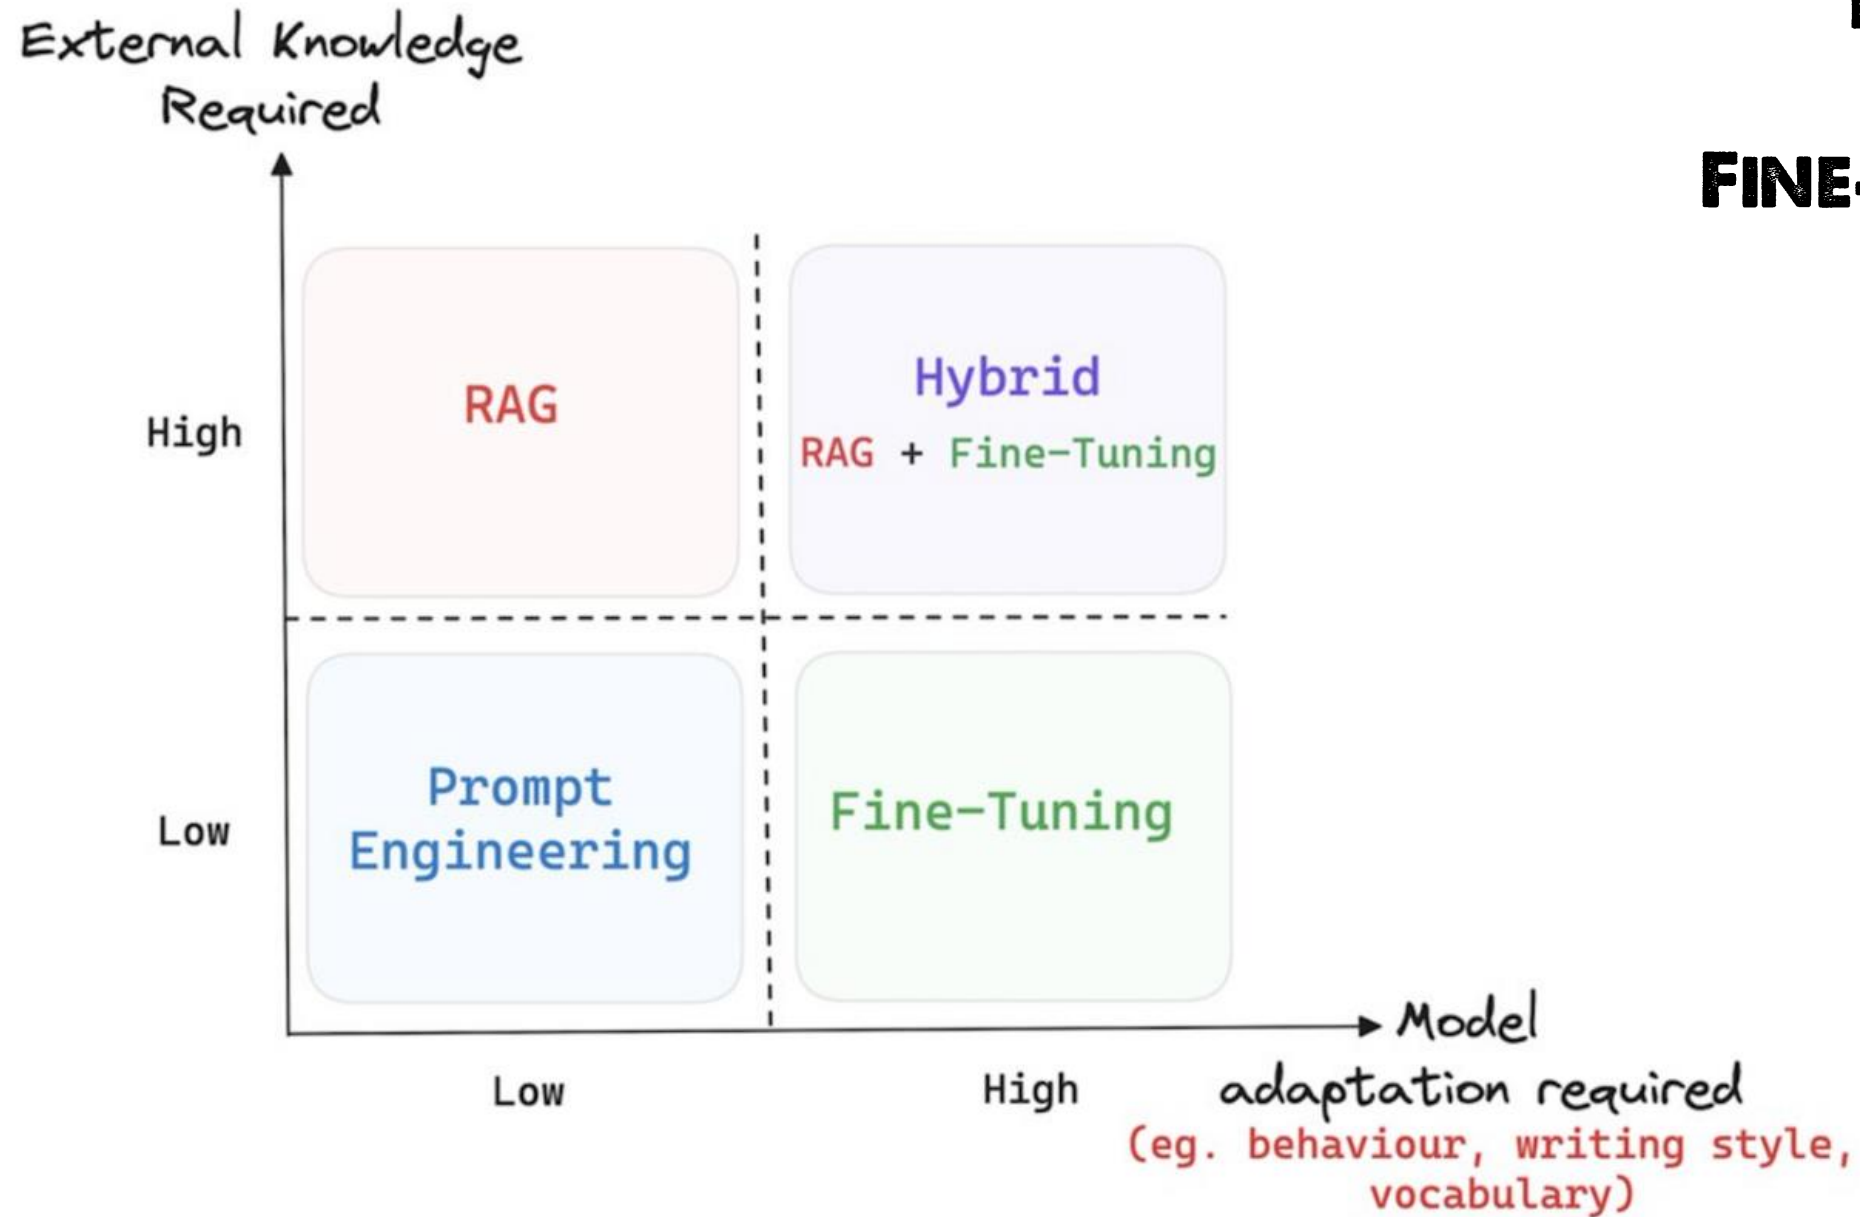 External Knowledge
Required
FINE-
RAG
Hybrid
RAG + Fine-Tuning
High
Prompt
Engineering
Fine-Tuning
Low
Model
Low
High
adaptation required
(eg. behaviour, writing style,
vocabulary)